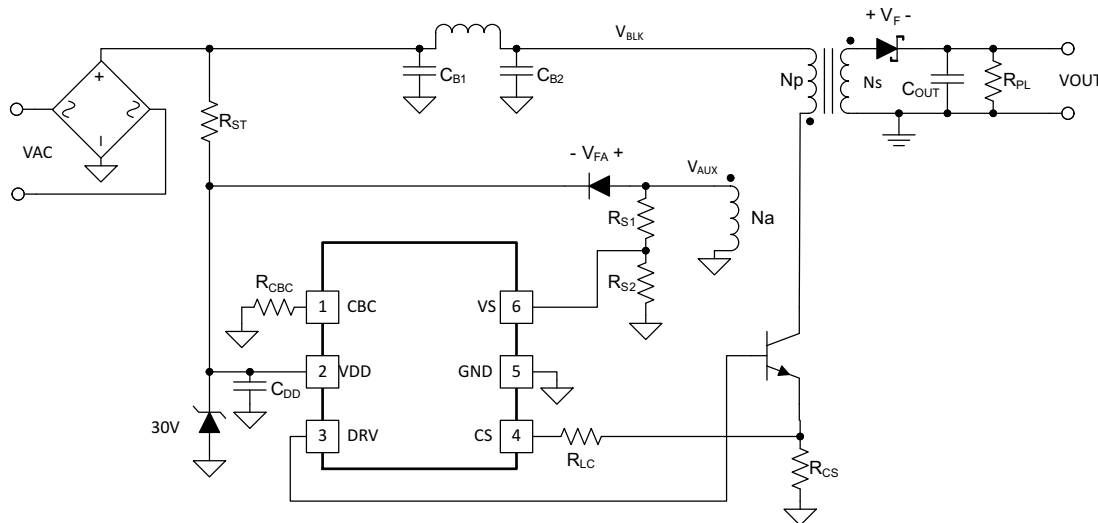 + VF -
VBLK
+
CB1
CB2
Np
Ns
COUT
RPL
VOUT
RST
VAC
-
- VFA +
VAUX
RS1
Na
RCBC
RS2
1 CBC
VS 6
2 VDD
GND 5
CDD
30V
3 DRV
CS 4
RLC
RCS